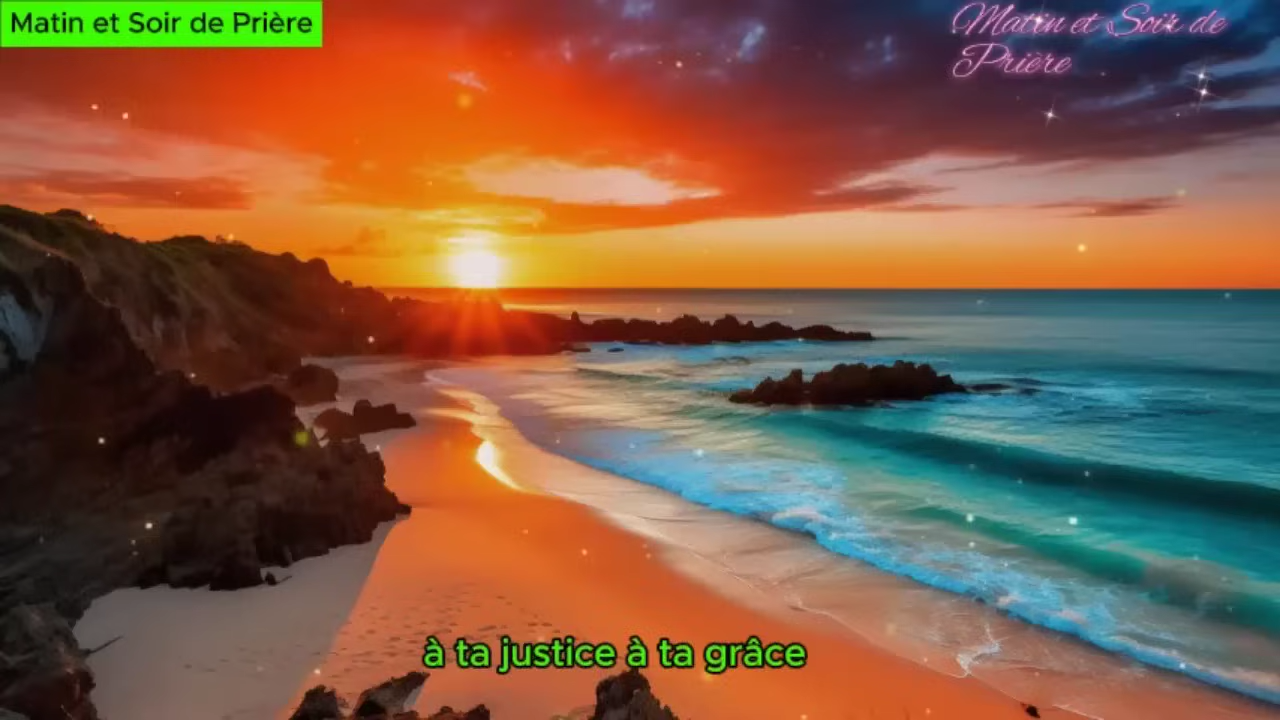 Matin et Soir de Prière
Matin et Soir de
Prière
à ta justice à ta grâce